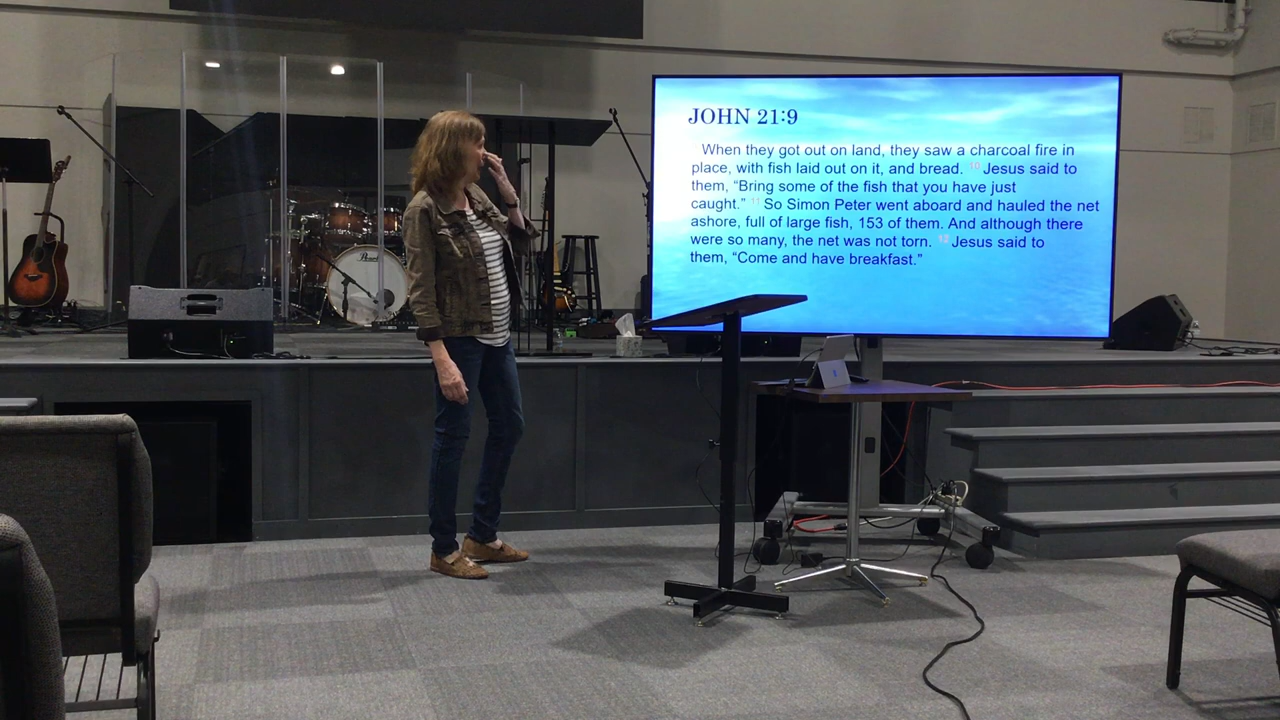 JOHN 21:9
When they got out on land, they saw a charcoal fire in
place, with fish laid out on it, and bread. 10 Jesus said to
them, “Bring some of the fish that you have just
caught.” 11 So Simon Peter went aboard and hauled the net
ashore, full of large fish, 153 of them. And although there
were so many, the net was not torn. 12 Jesus said to
them, “Come and have breakfast.”
Pearl